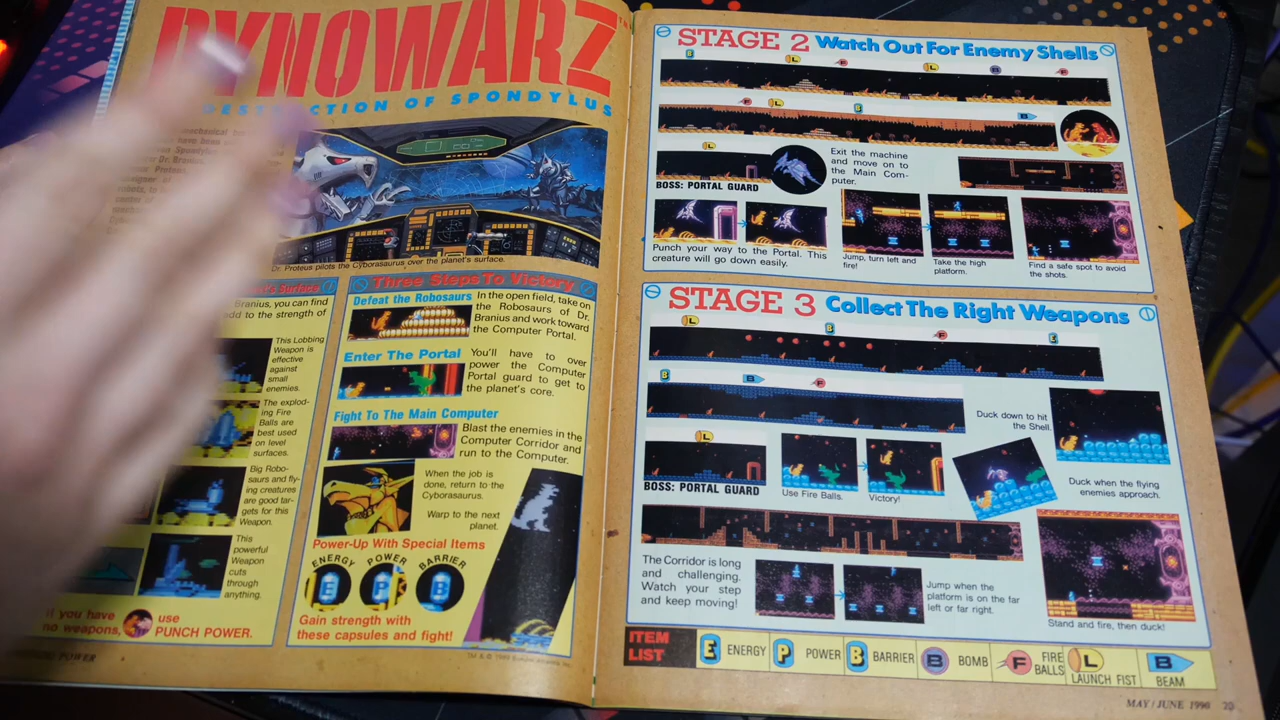 DYNOWARZ
DESTRUCTION OF SPONDYLUS
Dr. Proteus pilots the Cyborasaurus over the planet's surface.
Surface
Branius, you can find
add to the strength of
This Lobbing
Weapon is
effective
against
small
enemies.
The explod-
ing Fire
Balls are
best used
on level
surfaces.
Big Robo-
saurs and fly-
ing creatures
are good tar-
gets for this
Weapon.
This
powerful
Weapon
cuts
through
anything.
if you have
no weapons,
use
PUNCH POWER.
POWER
Three Steps To Victory
Defeat the Robosaurs
In the open field, take on
the Robosaurs of Dr.
Branius and work toward
the Computer Portal.
Enter The Portal
You'll have to over
power the Computer
Portal guard to get to
the planet's core.
Fight To The Main Computer
Blast the enemies in the
Computer Corridor and
run to the Computer.
When the job is
done, return to the
Cyborasaurus.
Warp to the next
planet.
Power-Up With Special Items
ENERGY
POWER
BARRIER
E
P
B
Gain strength with
these capsules and fight!
STAGE 2 Watch Out For Enemy Shells
B L F L B F
F L B B
L
BOSS: PORTAL GUARD
Exit the machine
and move on to
the Main Com-
puter.
Punch your way to the Portal. This
creature will go down easily.
Jump, turn left and
fire!
Take the high
platform.
Find a safe spot to avoid
the shots.
STAGE 3 Collect The Right Weapons
L B F E
B B F
L
Duck down to hit
the Shell.
BOSS: PORTAL GUARD
Use Fire Balls.
Victory!
Duck when the flying
enemies approach.
The Corridor is long
and challenging.
Watch your step
and keep moving!
Jump when the
platform is on the far
left or far right.
Stand and fire, then duck!
ITEM
LIST
E ENERGY
P POWER
B BARRIER
B BOMB
F FIRE
BALLS
L
LAUNCH FIST
B
BEAM
MAY/JUNE 1990